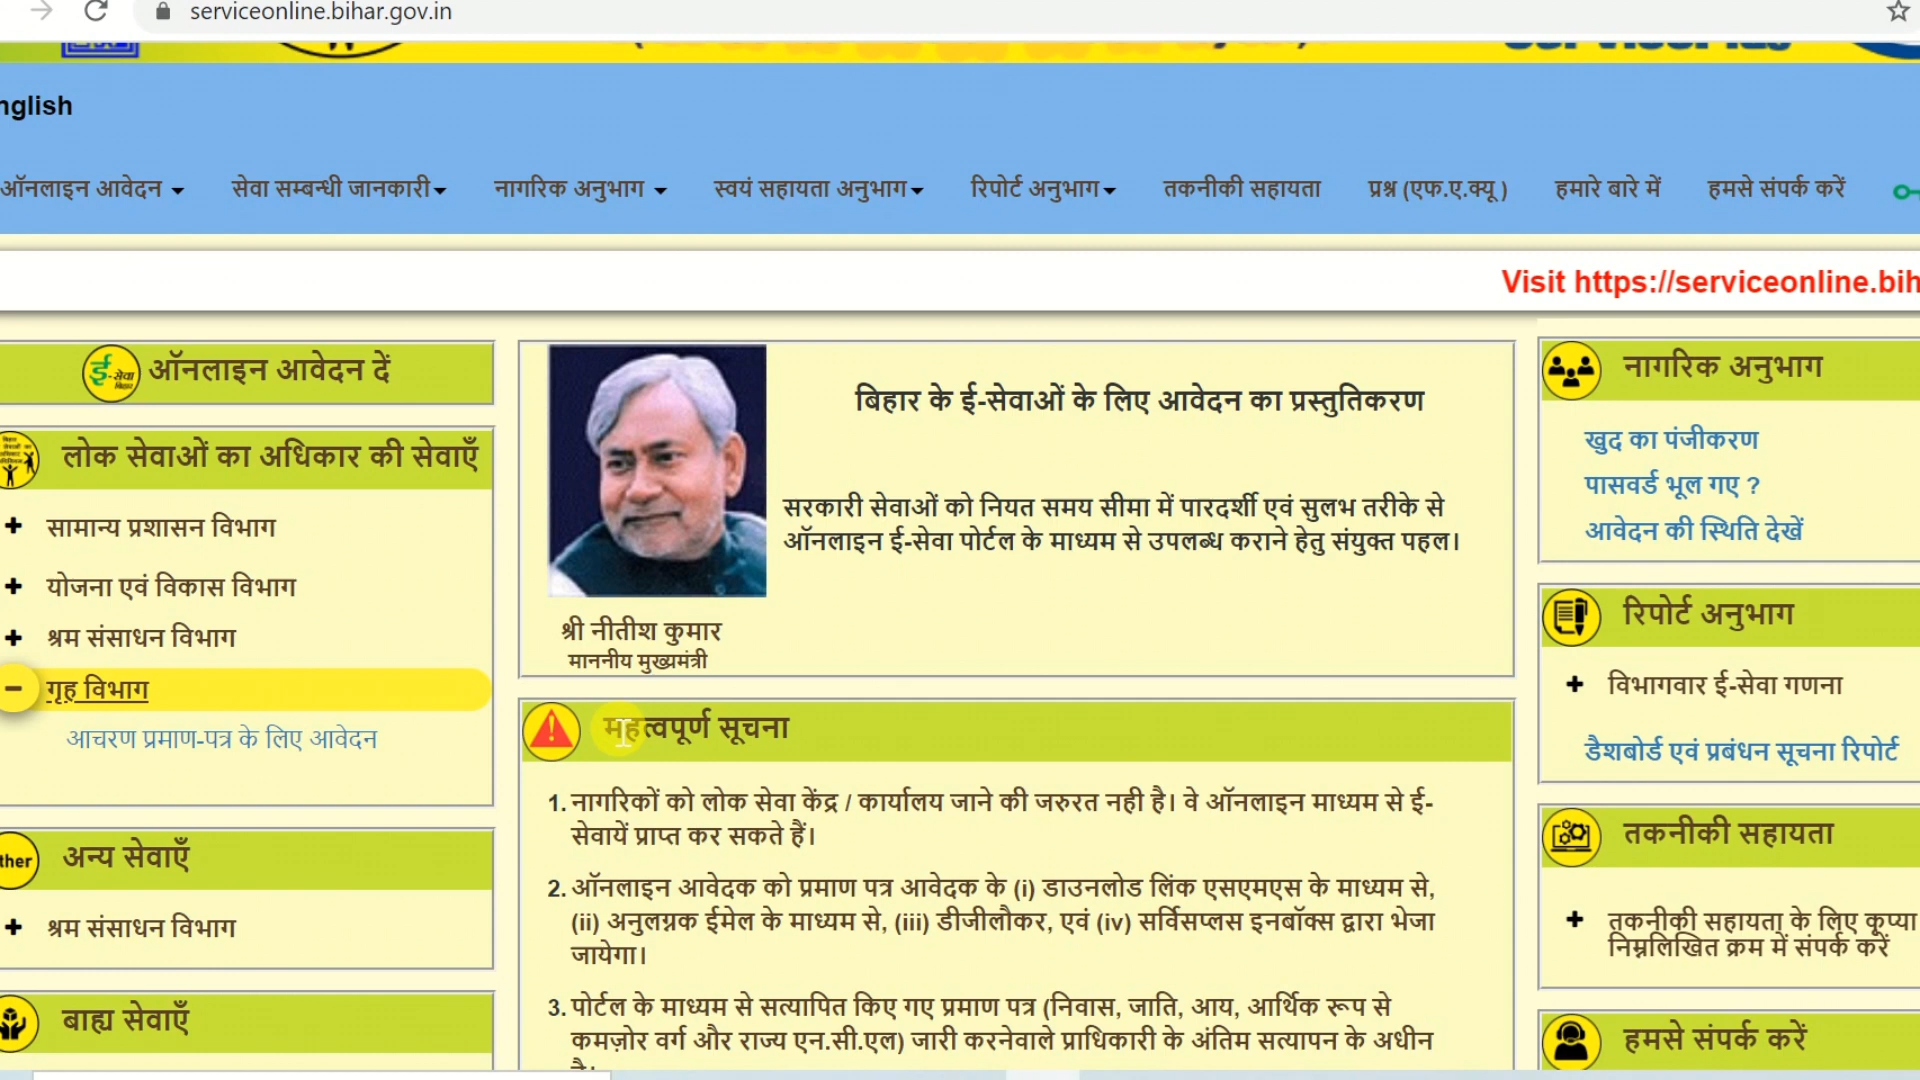 serviceonline.bihar.gov.in
nglish
ऑनलाइन आवेदन
सेवा सम्बन्धी जानकारी
नागरिक अनुभाग
स्वयं सहायता अनुभाग
रिपोर्ट अनुभाग
तकनीकी सहायता
प्रश्न (एफ.ए.क्यू )
हमारे बारे में
हमसे संपर्क करें
Visit https://serviceonline.bih
ई-सेवा बिहार
ऑनलाइन आवेदन दें
लोक सेवाओं का अधिकार की सेवाएँ
+ सामान्य प्रशासन विभाग
+ योजना एवं विकास विभाग
+ श्रम संसाधन विभाग
− गृह विभाग
आचरण प्रमाण-पत्र के लिए आवेदन
ther अन्य सेवाएँ
+ श्रम संसाधन विभाग
बाह्य सेवाएँ
बिहार के ई-सेवाओं के लिए आवेदन का प्रस्तुतिकरण
सरकारी सेवाओं को नियत समय सीमा में पारदर्शी एवं सुलभ तरीके से
ऑनलाइन ई-सेवा पोर्टल के माध्यम से उपलब्ध कराने हेतु संयुक्त पहल।
श्री नीतीश कुमार
माननीय मुख्यमंत्री
महत्वपूर्ण सूचना
1. नागरिकों को लोक सेवा केंद्र / कार्यालय जाने की जरुरत नही है। वे ऑनलाइन माध्यम से ई-
सेवायें प्राप्त कर सकते हैं।
2. ऑनलाइन आवेदक को प्रमाण पत्र आवेदक के (i) डाउनलोड लिंक एसएमएस के माध्यम से,
(ii) अनुलग्नक ईमेल के माध्यम से, (iii) डीजीलौकर, एवं (iv) सर्विसप्लस इनबॉक्स द्वारा भेजा
जायेगा।
3. पोर्टल के माध्यम से सत्यापित किए गए प्रमाण पत्र (निवास, जाति, आय, आर्थिक रूप से
कमज़ोर वर्ग और राज्य एन.सी.एल) जारी करनेवाले प्राधिकारी के अंतिम सत्यापन के अधीन
नागरिक अनुभाग
खुद का पंजीकरण
पासवर्ड भूल गए ?
आवेदन की स्थिति देखें
रिपोर्ट अनुभाग
+ विभागवार ई-सेवा गणना
डैशबोर्ड एवं प्रबंधन सूचना रिपोर्ट
तकनीकी सहायता
+ तकनीकी सहायता के लिए कृप्या
निम्नलिखित क्रम में संपर्क करें
हमसे संपर्क करें